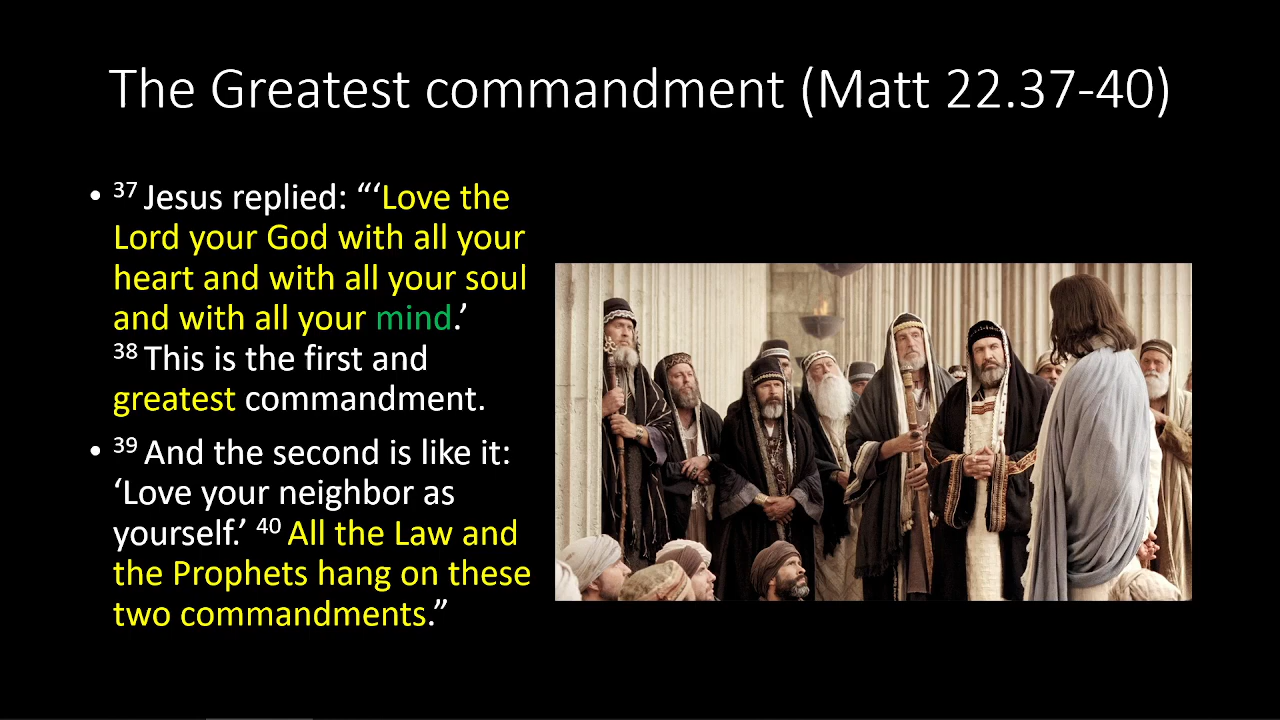 The Greatest commandment (Matt 22.37-40)
• 37 Jesus replied: “‘Love the
Lord your God with all your
heart and with all your soul
and with all your mind.’
38 This is the first and
greatest commandment.
• 39 And the second is like it:
‘Love your neighbor as
yourself.’ 40 All the Law and
the Prophets hang on these
two commandments.”